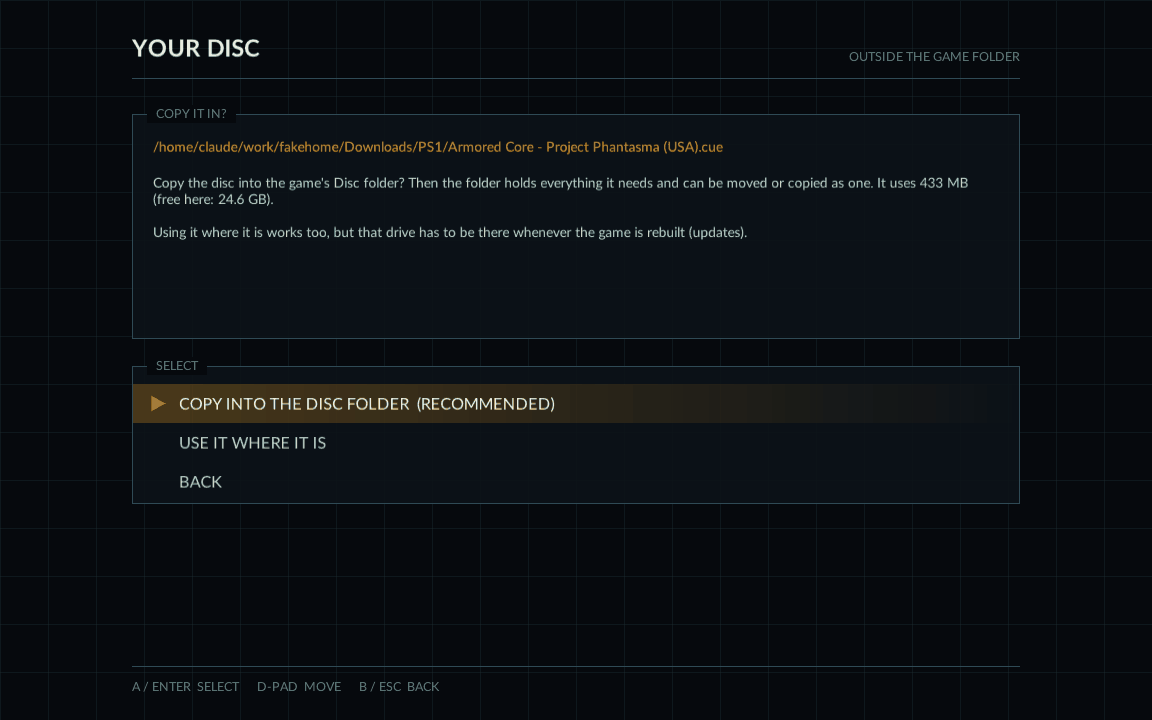 YOUR DISC
OUTSIDE THE GAME FOLDER
COPY IT IN?
/home/claude/work/fakehome/Downloads/PS1/Armored Core - Project Phantasma (USA).cue
Copy the disc into the game's Disc folder? Then the folder holds everything it needs and can be moved or copied as one. It uses 433 MB
(free here: 24.6 GB).
Using it where it is works too, but that drive has to be there whenever the game is rebuilt (updates).
SELECT
COPY INTO THE DISC FOLDER (RECOMMENDED)
USE IT WHERE IT IS
BACK
A / ENTER SELECT D-PAD MOVE B / ESC BACK